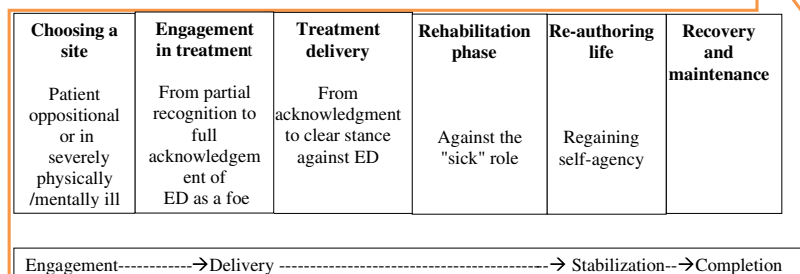 Choosing a site
Patient oppositional or in severely physically /mentally ill
Engagement in treatment
From partial recognition to full acknowledgem ent of ED as a foe
Treatment delivery
From acknowledgment to clear stance against ED
Rehabilitation phase
Against the "sick" role
Re-authoring life
Regaining self-agency
Recovery and maintenance
Engagement------------→Delivery -----------------------------------------→ Stabilization--→Completion